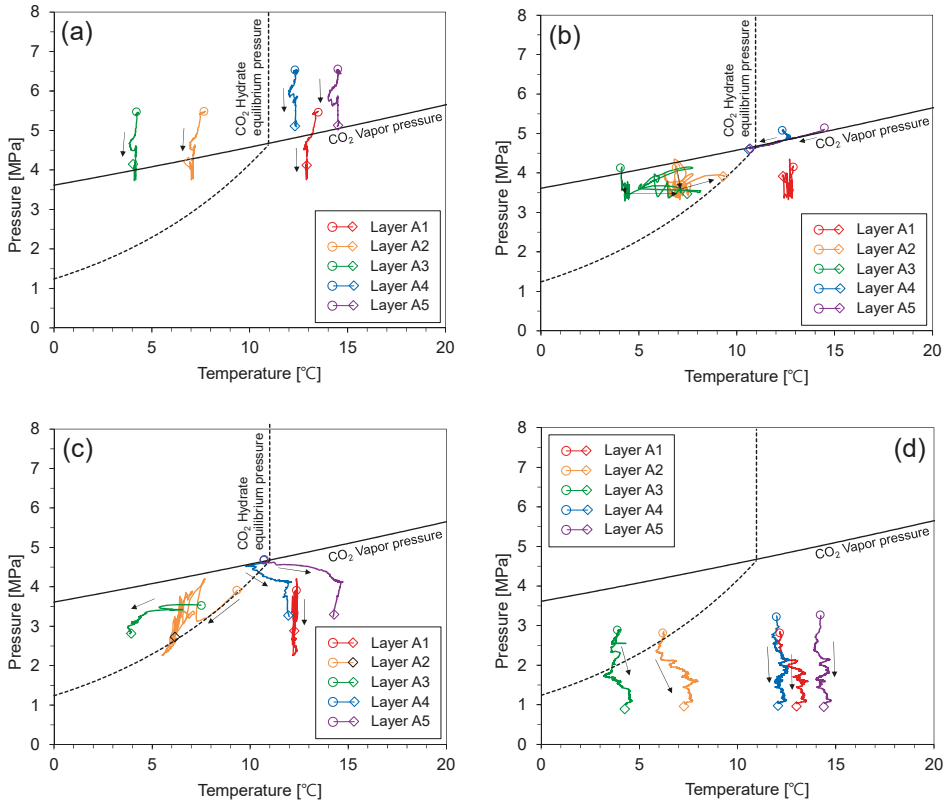 (a)
8
7
6
5
4
3
2
1
0
Pressure [MPa]
CO₂ Hydrate
equilibrium pressure
CO₂ Vapor pressure
Layer A1
Layer A2
Layer A3
Layer A4
Layer A5
0 5 10 15 20
Temperature [℃]
(b)
8
7
6
5
4
3
2
1
0
Pressure [MPa]
CO₂ Hydrate
equilibrium pressure
CO₂ Vapor pressure
Layer A1
Layer A2
Layer A3
Layer A4
Layer A5
0 5 10 15 20
Temperature [℃]
(c)
8
7
6
5
4
3
2
1
0
Pressure [MPa]
CO₂ Hydrate
equilibrium pressure
CO₂ Vapor pressure
Layer A1
Layer A2
Layer A3
Layer A4
Layer A5
0 5 10 15 20
Temperature [℃]
(d)
8
7
6
5
4
3
2
1
0
Pressure [MPa]
Layer A1
Layer A2
Layer A3
Layer A4
Layer A5
CO₂ Vapor pressure
0 5 10 15 20
Temperature [℃]